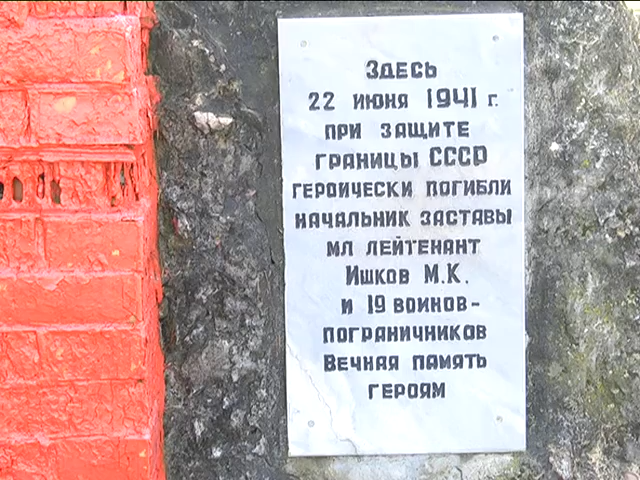 Здесь
22 июня 1941 г.
при защите
границы СССР
героически погибли
начальник заставы
мл лейтенант
Ишков М.К.
и 19 воинов-
пограничников
Вечная память
героям